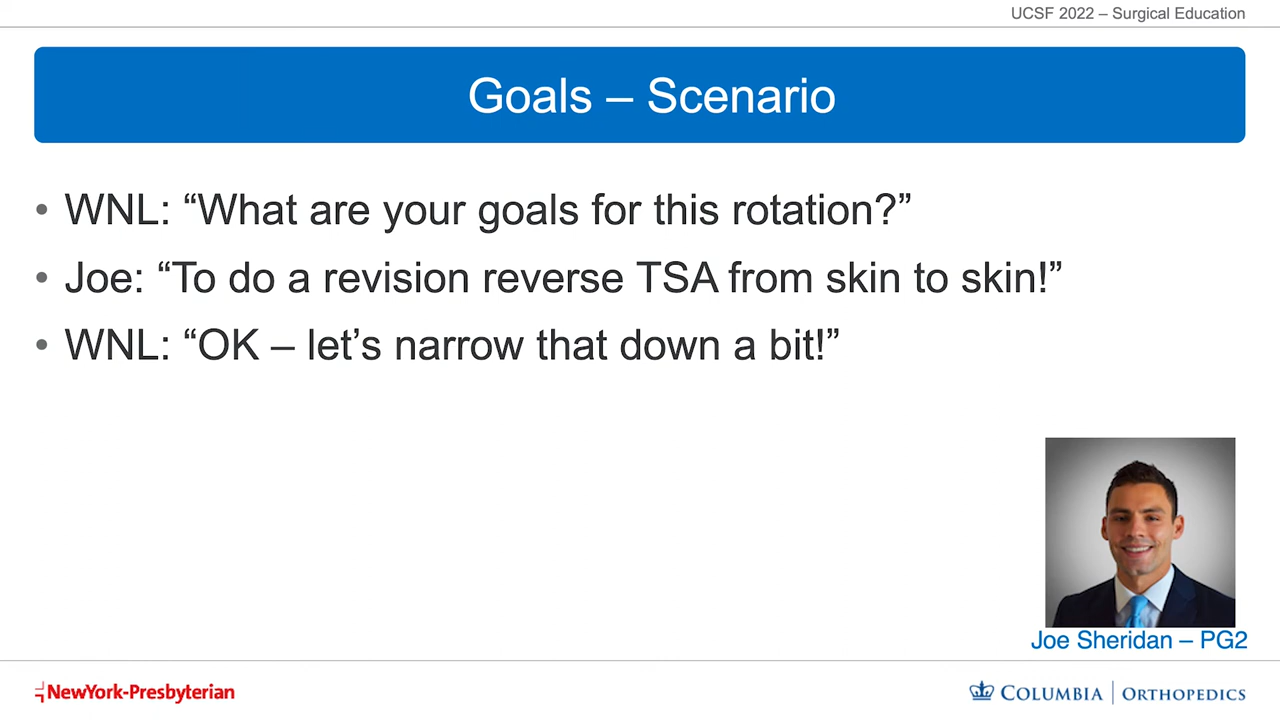 UCSF 2022 – Surgical Education
Goals – Scenario
• WNL: “What are your goals for this rotation?”
• Joe: “To do a revision reverse TSA from skin to skin!”
• WNL: “OK – let’s narrow that down a bit!”
Joe Sheridan – PG2
NewYork-Presbyterian
Columbia | Orthopedics